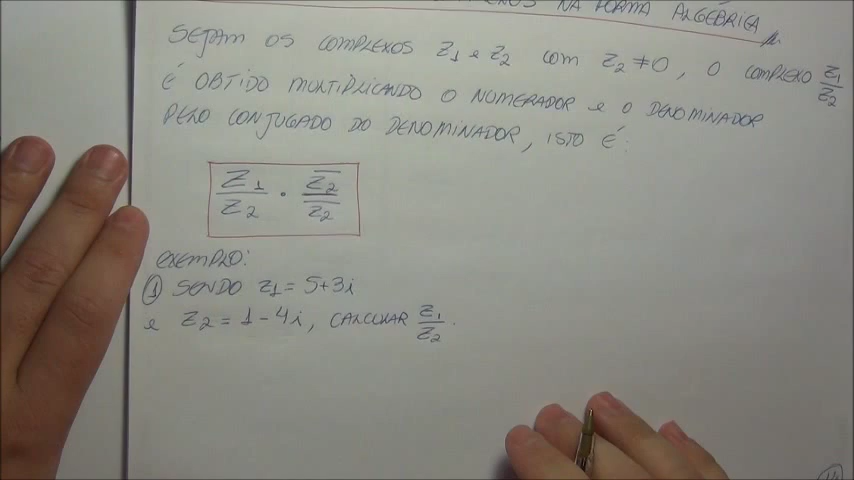 NA FORMA ALGÉBRICA
SEJAM OS COMPLEXOS Z1 e Z2 COM Z2 ≠ 0, O COMPLEXO Z1/Z2
É OBTIDO MULTIPLICANDO O NUMERADOR e O DENOMINADOR
PELO CONJUGADO DO DENOMINADOR, ISTO É:
Z1/Z2 · Z̅2/Z̅2
EXEMPLO:
1 SENDO Z1 = 5+3i
e Z2 = 1-4i, CALCULAR Z1/Z2.